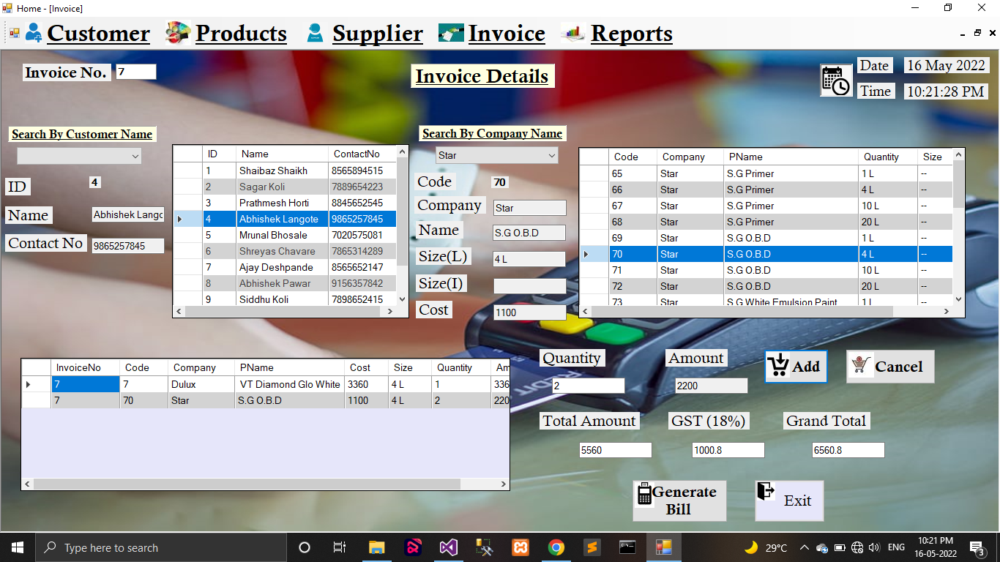 Home - [Invoice]
Customer Products Supplier Invoice Reports
Invoice No. 7
Invoice Details
Date 16 May 2022
Time 10:21:28 PM
Search By Customer Name
ID 4
Name Abhishek Lango
Contact No 9865257845
ID Name ContactNo
1 Shaibaz Shaikh 8565894515
2 Sagar Koli 7889654223
3 Prathmesh Horti 8845652545
4 Abhishek Langote 9865257845
5 Mrunal Bhosale 7020575081
6 Shreyas Chavare 7865314289
7 Ajay Deshpande 8565652147
8 Abhishek Pawar 9156357842
9 Siddhu Koli 7898652415
Search By Company Name
Star
Code 70
Company Star
Name S.G O.B.D
Size(L) 4 L
Size(I)
Cost 1100
Code Company PName Quantity Size
65 Star S.G Primer 1 L --
66 Star S.G Primer 4 L --
67 Star S.G Primer 10 L --
68 Star S.G Primer 20 L --
69 Star S.G O.B.D 1 L --
70 Star S.G O.B.D 4 L --
71 Star S.G O.B.D 10 L --
72 Star S.G O.B.D 20 L --
73 Star S.G White Emulsion Paint 1 L --
InvoiceNo Code Company PName Cost Size Quantity Am
7 7 Dulux VT Diamond Glo White 3360 4 L 1 336
7 70 Star S.G O.B.D 1100 4 L 2 220
Quantity Amount
2 2200
Add Cancel
Total Amount GST (18%) Grand Total
5560 1000.8 6560.8
Generate
Bill
Exit
Type here to search
29°C
ENG
10:21 PM
16-05-2022
3